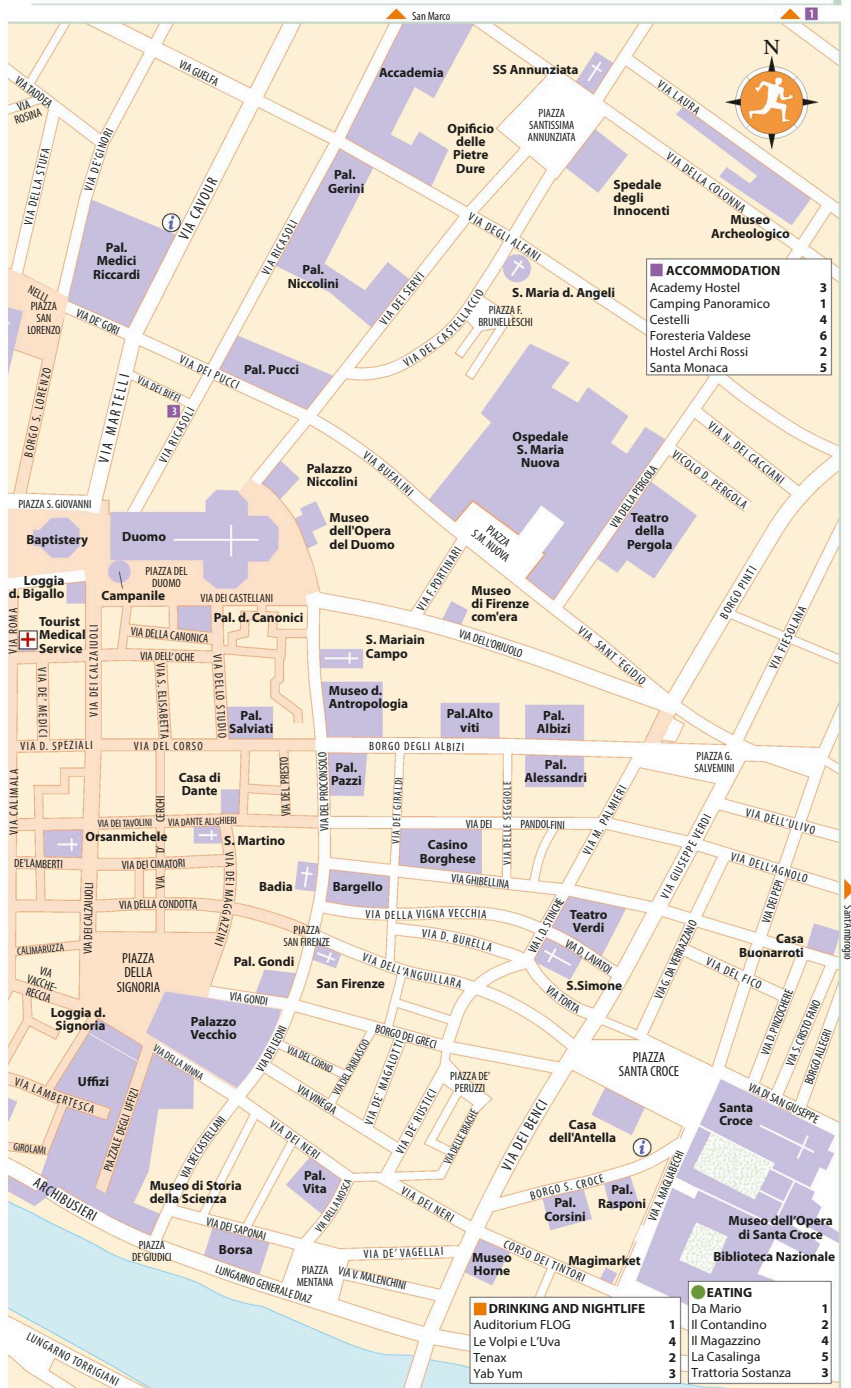 San Marco
1
VIA TADDEA
VIA
ROSINA
VIA GUELFA
Accademia
SS Annunziata
N
VIA LAURA
PIAZZA
SANTISSIMA
ANNUNZIATA
VIA DELLA STUFA
VIA DE'GINORI
VIA CAVOUR
i
Opificio
delle
Pietre
Dure
VIA DELLA COLONNA
Pal.
Gerini
Spedale
degli
Innocenti
Museo
Archeologico
Pal.
Medici
Riccardi
VIA RICASOLI
Pal.
Niccolini
VIA DEI SERVI
VIA DEGLI ALFANI
S. Maria d. Angeli
PIAZZA F.
BRUNELLESCHI
VIA DEL CASTELLACCIO
ACCOMMODATION
Academy Hostel 3
Camping Panoramico 1
Cestelli 4
Foresteria Valdese 6
Hostel Archi Rossi 2
Santa Monaca 5
NELLI
PIAZZA
SAN
LORENZO
VIA DE'GORI
VIA DEI PUCCI
Pal. Pucci
VIA DEI BIFFI
3
VIA RICASOLI
BORGO S. LORENZO
VIA MARTELLI
VIA BUFALINI
Ospedale
S. Maria
Nuova
VIA N. DEI CACCIANI
VICOLO D. PERGOLA
VIA DELLA PERGOLA
Teatro
della
Pergola
PIAZZA S. GIOVANNI
Palazzo
Niccolini
Museo
dell'Opera
del Duomo
PIAZZA
S.M. NUOVA
Baptistery
Duomo
PIAZZA DEL
DUOMO
Loggia
d. Bigallo
Campanile
VIA DEI CASTELLANI
VIA F. PORTINARI
Museo
di Firenze
com'era
BORGO PINTI
VIA FIESOLANA
VIA ROMA
Tourist
Medical
Service
VIA DEI CALZAIUOLI
Pal. d. Canonici
VIA DELLA CANONICA
VIA DELL'OCHE
VIA DELL'ORIUOLO
VIA SANT'EGIDIO
S. Mariain
Campo
VIA DE' MEDICI
VIA S. ELISABETTA
VIA DELLO STUDIO
Museo d.
Antropologia
Pal.
Salviati
Pal.Alto
viti
Pal.
Albizi
VIA D. SPEZIALI
VIA DEL CORSO
BORGO DEGLI ALBIZI
PIAZZA G.
SALVEMINI
VIA CALIMALA
Casa di
Dante
VIA DEL PRESTO
VIA DEL PROCONSOLO
Pal.
Pazzi
VIA DEI GIRALDI
VIA DELLE SEGGIOLE
Pal.
Alessandri
VIA M. PALMIERI
VIA DEI TAVOLINI
VIA D' CERCHI
VIA DANTE ALIGHIERI
VIA DEI PANDOLFINI
VIA DELL'ULIVO
Orsanmichele
S. Martino
Casino
Borghese
VIA GIUSEPPE VERDI
VIA DELL'AGNOLO
DE'LAMBERTI
VIA DEI CIMATORI
VIA DEI MAGGAZZINI
Badia
Bargello
VIA GHIBELLINA
VIA DEI PEPI
Sant'Ambrogio
VIA DEI CALZAIUOLI
VIA DELLA CONDOTTA
VIA DELLA VIGNA VECCHIA
VIA I. D. STINCHE
Teatro
Verdi
Casa
Buonarroti
CALIMARUZZA
PIAZZA
SAN FIRENZE
VIA D. BURELLA
VIA D. LAVATOI
VIA G. DA VERRAZZANO
VIA DEL FICO
VIA
VACCHE-
RECCIA
PIAZZA
DELLA
SIGNORIA
Pal. Gondi
San Firenze
VIA DELL'ANGUILLARA
S.Simone
VIA TORTA
VIA D. PINZOCHERE
VIA S. CRISTO FANO
BORGO ALLEGRI
Loggia d.
Signoria
VIA GONDI
Palazzo
Vecchio
VIA DEI LEONI
BORGO DEI GRECI
PIAZZA
SANTA CROCE
VIA DELLA NINNA
VIA DEL CORNO
VIA DEL PARLASCIO
VIA DE' MAGALOTTI
PIAZZA DE'
PERUZZI
VIA DI SAN GIUSEPPE
Uffizi
VIA LAMBERTESCA
PIAZZALE DEGLI UFFIZI
VIA VINEGIA
VIA DE' RUSTICI
VIA DELLE BRACHE
VIA DEI BENCI
Casa
dell'Antella
i
Santa
Croce
GIROLAMI
VIA DEI CASTELLANI
VIA DEI NERI
ARCHIBUSIERI
Museo di Storia
della Scienza
Pal.
Vita
VIA DELLA MOSCA
VIA DEI NERI
BORGO S. CROCE
Pal.
Corsini
Pal.
Rasponi
VIA A. MAGLIABECHI
Museo dell'Opera
di Santa Croce
VIA DEI SAPONAI
PIAZZA
DE'GIUDICI
Borsa
VIA DE' VAGELLAI
Museo
Horne
CORSO DEI TINTORI
Magimarket
Biblioteca Nazionale
LUNGARNO GENERALE DIAZ
PIAZZA
MENTANA
VIA V. MALENCHINI
LUNGARNO TORRIGIANI
DRINKING AND NIGHTLIFE
Auditorium FLOG 1
Le Volpi e L'Uva 4
Tenax 2
Yab Yum 3
EATING
Da Mario 1
Il Contandino 2
Il Magazzino 4
La Casalinga 5
Trattoria Sostanza 3